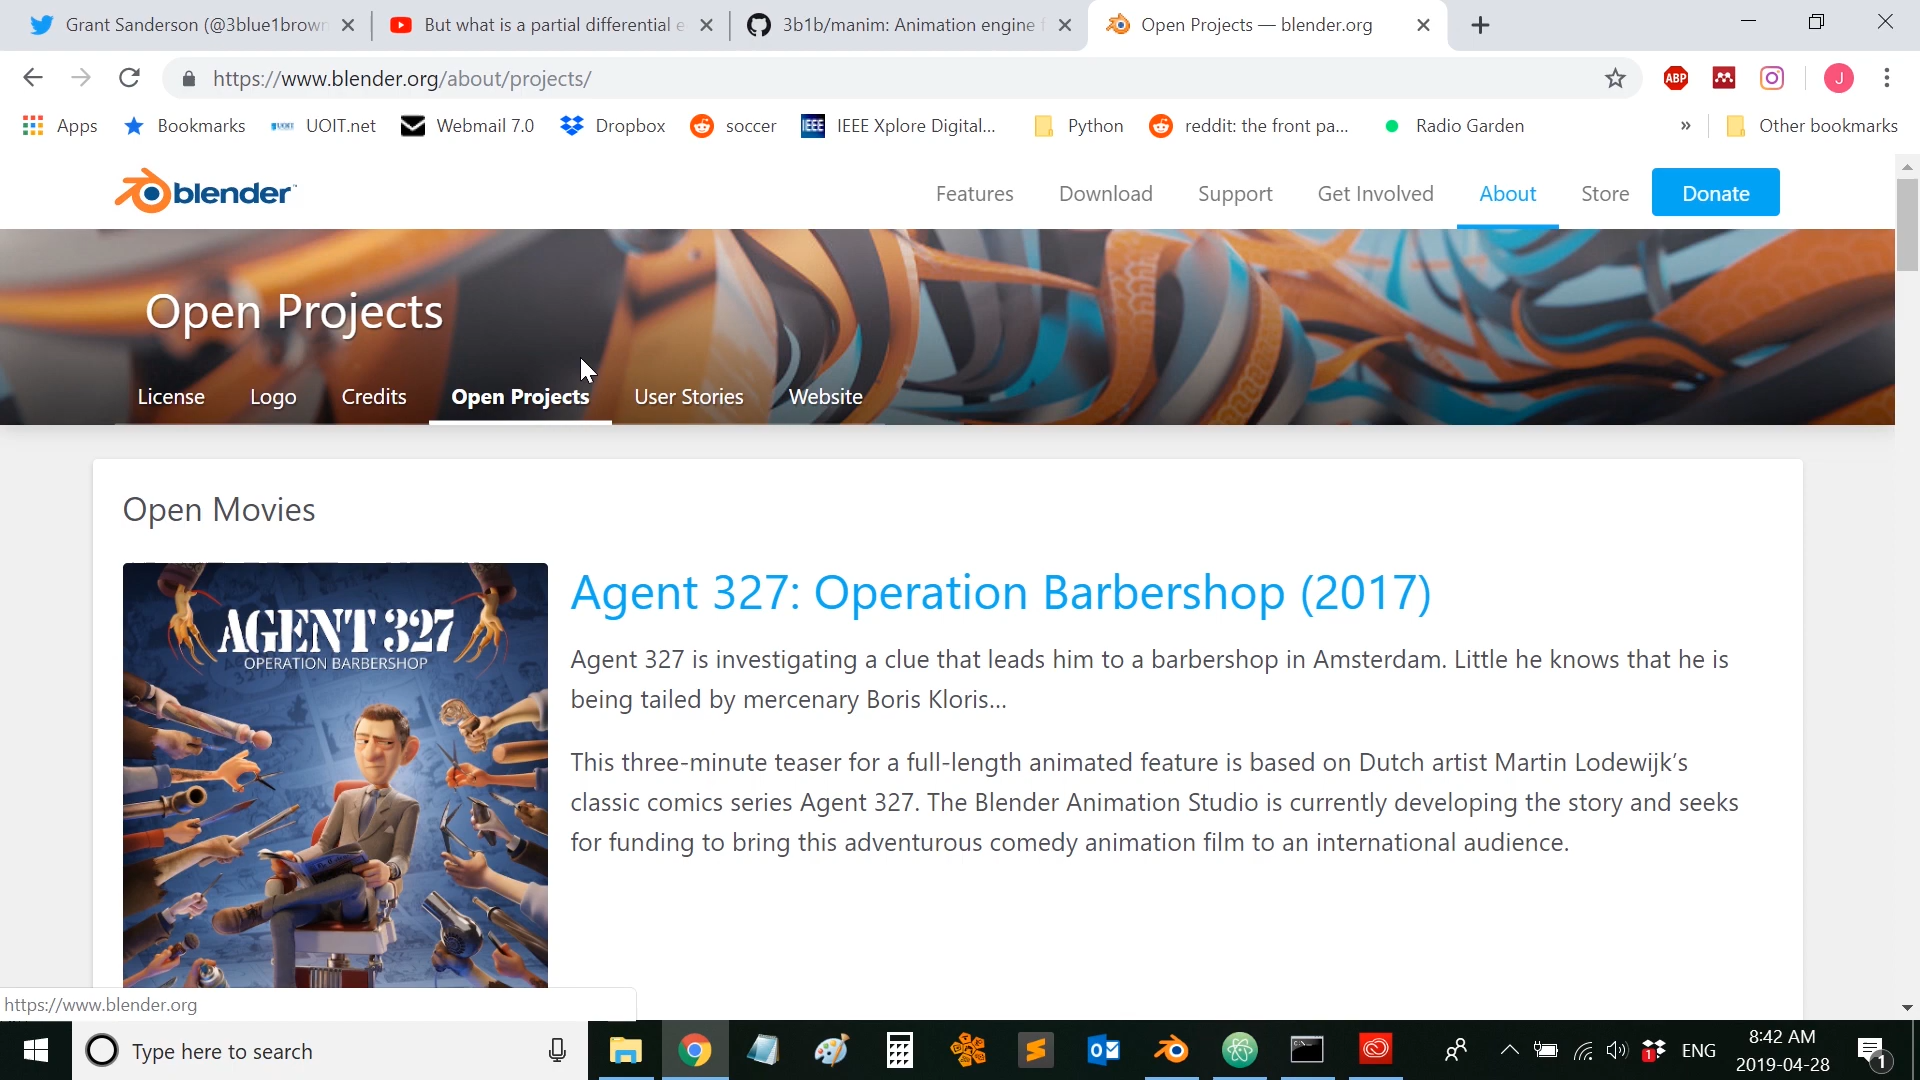 Grant Sanderson (@3blue1brown
But what is a partial differential e
3b1b/manim: Animation engine f
Open Projects — blender.org
https://www.blender.org/about/projects/
ABP
J
Apps
Bookmarks
UOIT.net
Webmail 7.0
Dropbox
soccer
IEEE
IEEE Xplore Digital...
Python
reddit: the front pa...
Radio Garden
»
Other bookmarks
blender
Features
Download
Support
Get Involved
About
Store
Donate
Open Projects
License
Logo
Credits
Open Projects
User Stories
Website
Open Movies
AGENT 327
OPERATION BARBERSHOP
Agent 327: Operation Barbershop (2017)
Agent 327 is investigating a clue that leads him to a barbershop in Amsterdam. Little he knows that he is
being tailed by mercenary Boris Kloris...
This three-minute teaser for a full-length animated feature is based on Dutch artist Martin Lodewijk’s
classic comics series Agent 327. The Blender Animation Studio is currently developing the story and seeks
for funding to bring this adventurous comedy animation film to an international audience.
https://www.blender.org
Type here to search
1
ENG
8:42 AM
2019-04-28
1